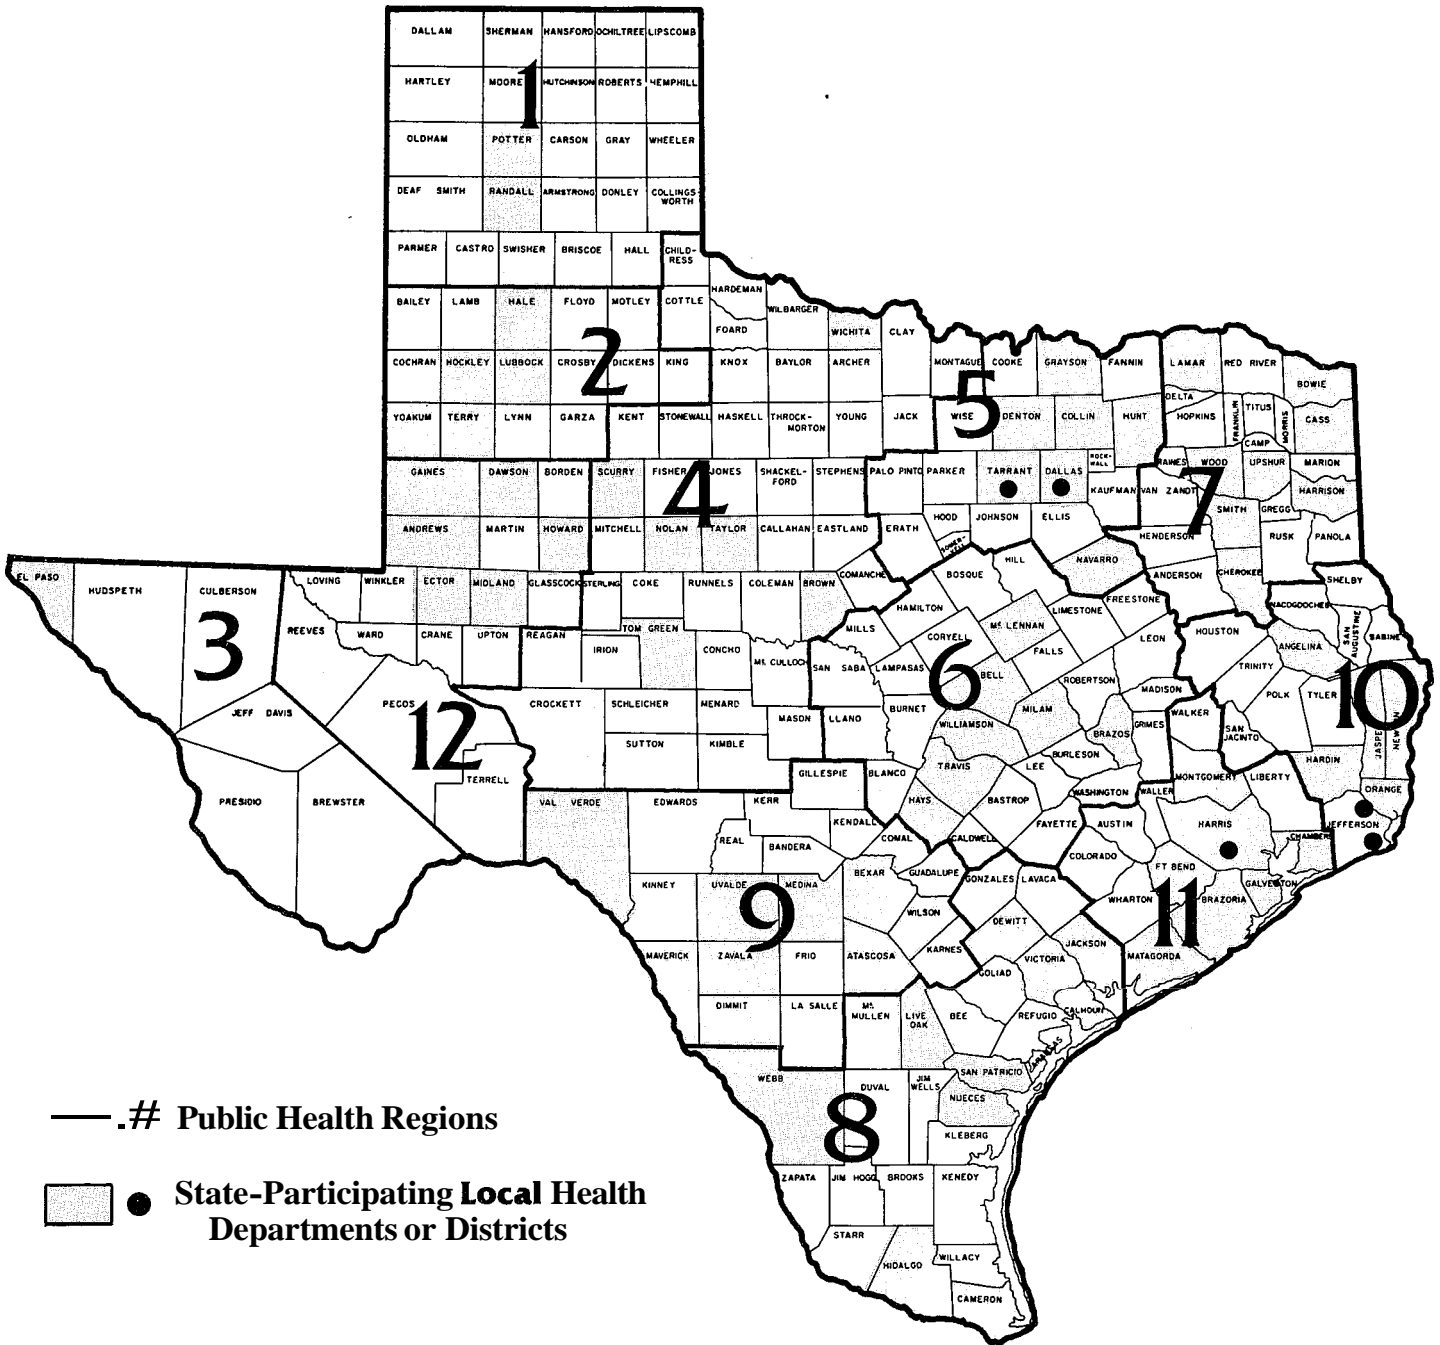 DALLAM SHERMAN HANSFORD OCHILTREE LIPSCOMB
HARTLEY MOORE HUTCHINSON ROBERTS HEMPHILL
1
OLDHAM POTTER CARSON GRAY WHEELER
DEAF SMITH RANDALL ARMSTRONG DONLEY COLLINGS-
WORTH
PARMER CASTRO SWISHER BRISCOE HALL CHILD-
RESS
BAILEY LAMB HALE FLOYD MOTLEY COTTLE HARDEMAN
FOARD WILBARGER WICHITA CLAY
2
COCHRAN HOCKLEY LUBBOCK CROSBY DICKENS KING KNOX BAYLOR ARCHER MONTAGUE COOKE GRAYSON FANNIN LAMAR RED RIVER
BOWIE
5
YOAKUM TERRY LYNN GARZA KENT STONEWALL HASKELL THROCK-
MORTON YOUNG JACK WISE DENTON COLLIN HUNT DELTA
HOPKINS FRANKLIN TITUS MORRIS CASS
CAMP
GAINES DAWSON BORDEN SCURRY FISHER JONES SHACKEL-
FORD STEPHENS PALO PINTO PARKER TARRANT DALLAS ROCK-
WALL RAINES WOOD UPSHUR MARION
4
7
KAUFMAN VAN ZANDT HARRISON
SMITH GREGG
ANDREWS MARTIN HOWARD MITCHELL NOLAN TAYLOR CALLAHAN EASTLAND ERATH HOOD JOHNSON ELLIS HENDERSON RUSK PANOLA
SOMER-
VELL
EL PASO HUDSPETH CULBERSON LOVING WINKLER ECTOR MIDLAND GLASSCOCK STERLING COKE RUNNELS COLEMAN BROWN COMANCHE BOSQUE HILL NAVARRO ANDERSON CHEROKEE SHELBY
3
HAMILTON LIMESTONE FREESTONE NACOGDOCHES
REEVES WARD CRANE UPTON REAGAN IRION TOM GREEN CONCHO Mc CULLOCH MILLS CORYELL Mc LENNAN FALLS LEON HOUSTON ANGELINA SAN
AUGUSTINE SABINE
SAN SABA LAMPASAS BELL ROBERTSON MADISON TRINITY
6
10
JEFF DAVIS PECOS CROCKETT SCHLEICHER MENARD MASON LLANO BURNET WILLIAMSON MILAM BRAZOS GRIMES WALKER SAN
JACINTO POLK TYLER JASPER NEWTON
12
SUTTON KIMBLE BURLESON HARDIN
PRESIDIO BREWSTER TERRELL GILLESPIE BLANCO TRAVIS LEE WASHINGTON WALLER MONTGOMERY LIBERTY ORANGE
VAL VERDE EDWARDS KERR KENDALL HAYS BASTROP FAYETTE AUSTIN HARRIS CHAMBERS JEFFERSON
REAL BANDERA COMAL CALDWELL COLORADO FT BEND
KINNEY UVALDE MEDINA BEXAR GUADALUPE GONZALES LAVACA WHARTON BRAZORIA GALVESTON
9
11
WILSON DEWITT
MAVERICK ZAVALA FRIO ATASCOSA KARNES JACKSON MATAGORDA
GOLIAD VICTORIA
DIMMIT LA SALLE Mc
MULLEN LIVE
OAK BEE REFUGIO CALHOUN
ARANSAS
WEBB DUVAL JIM
WELLS SAN PATRICIO
NUECES
8
KLEBERG
ZAPATA JIM HOGG BROOKS KENEDY
STARR HIDALGO WILLACY
CAMERON
.# Public Health Regions
State-Participating Local Health
Departments or Districts